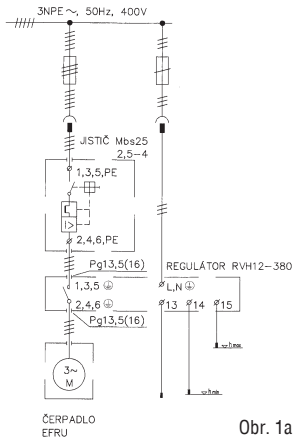 3NPE ~, 50Hz, 400V
JISTIČ Mbs25
2,5-4
1,3,5,PE
I>
2,4,6,PE
Pg13,5(16)
REGULÁTOR RVH12-380
1,3,5
L,N
2,4,6
13
14
15
Pg13,5(16)
h max
3~
M
h min
ČERPADLO
EFRU
Obr. 1a